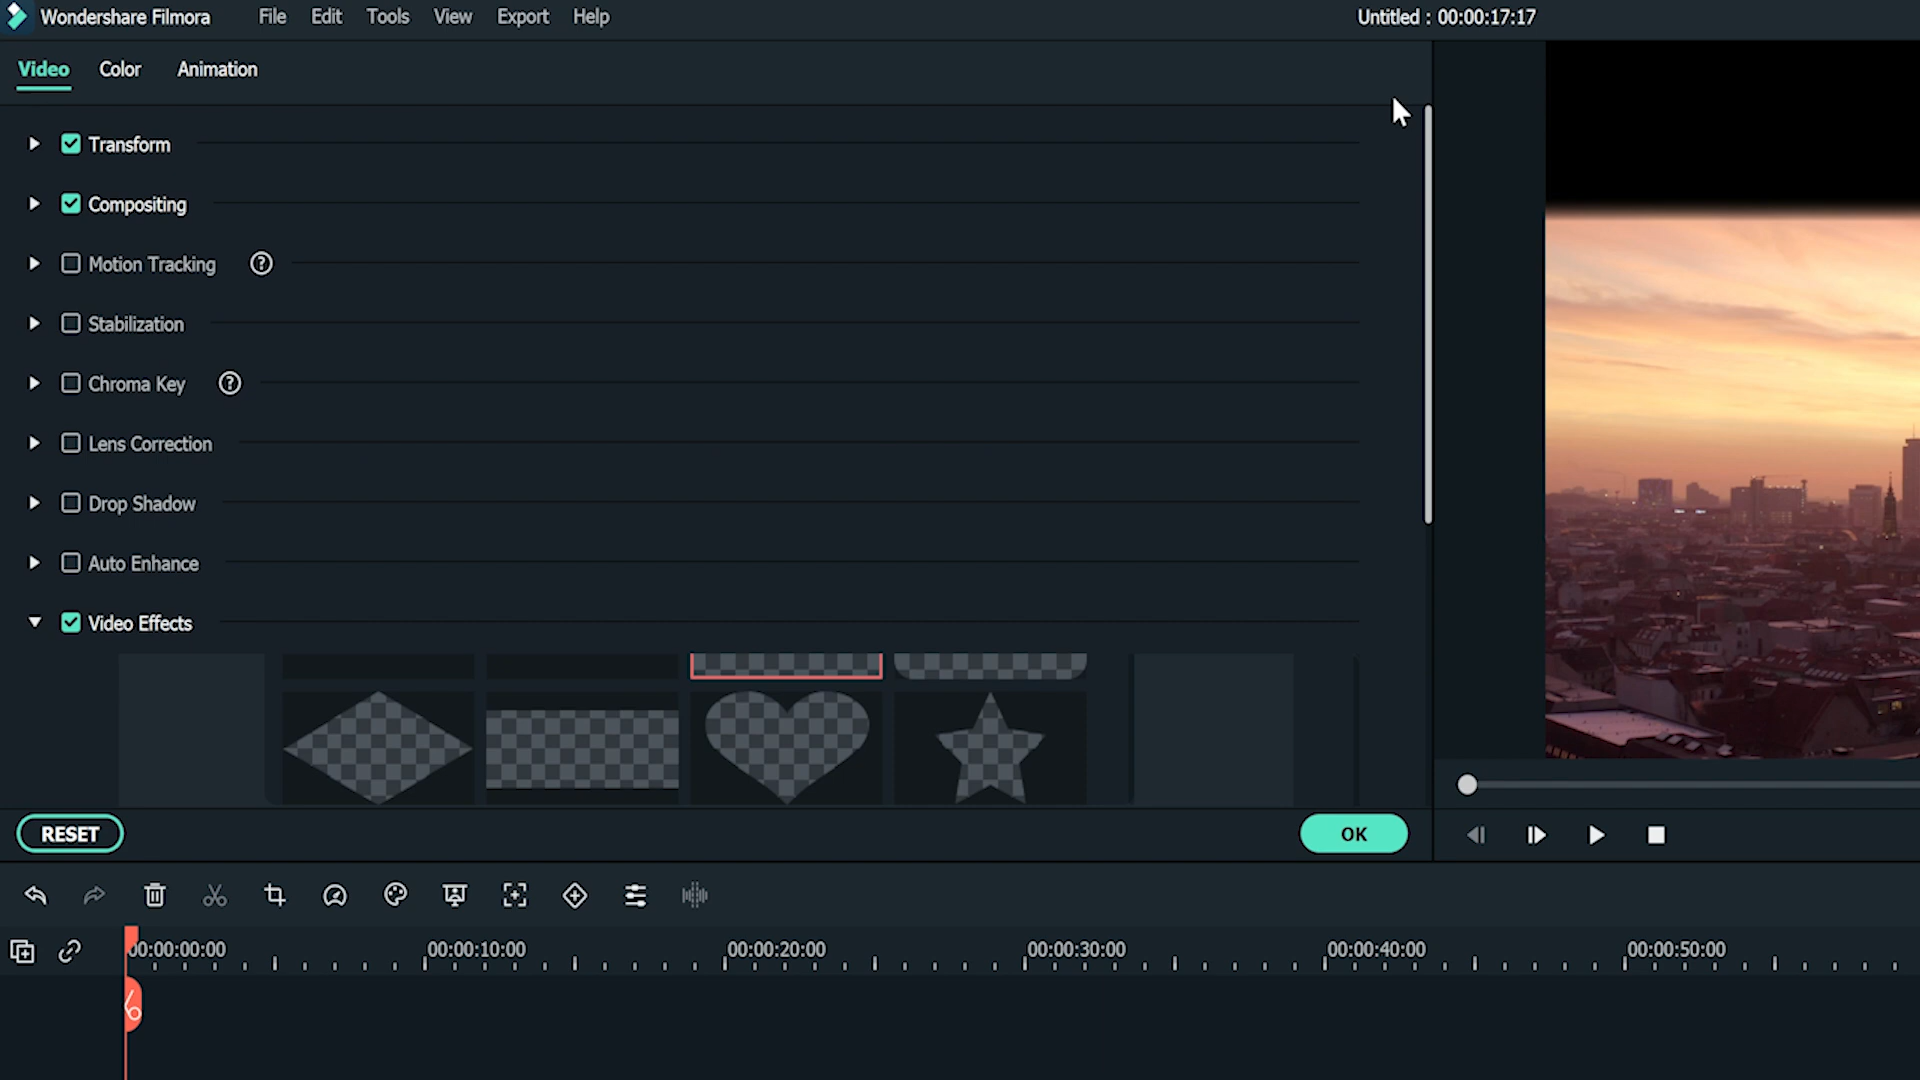 Wondershare Filmora File Edit Tools View Export Help Untitled : 00:00:17:17
Video Color Animation
Transform
Compositing
Motion Tracking ?
Stabilization
Chroma Key ?
Lens Correction
Drop Shadow
Auto Enhance
Video Effects
RESET OK
00:00:00:00 00:00:10:00 00:00:20:00 00:00:30:00 00:00:40:00 00:00:50:00